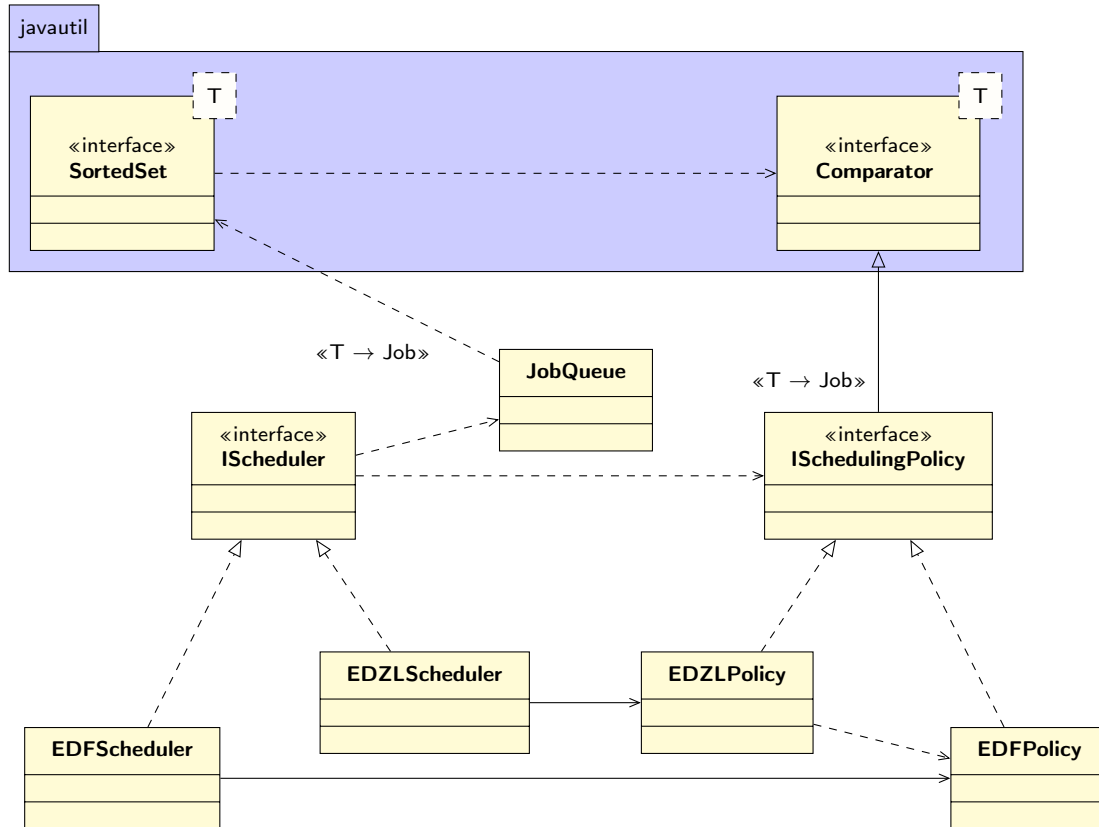 javautil
T
«interface»
SortedSet
T
«interface»
Comparator
«T → Job»
JobQueue
«T → Job»
«interface»
IScheduler
«interface»
ISchedulingPolicy
EDZLScheduler
EDZLPolicy
EDFScheduler
EDFPolicy